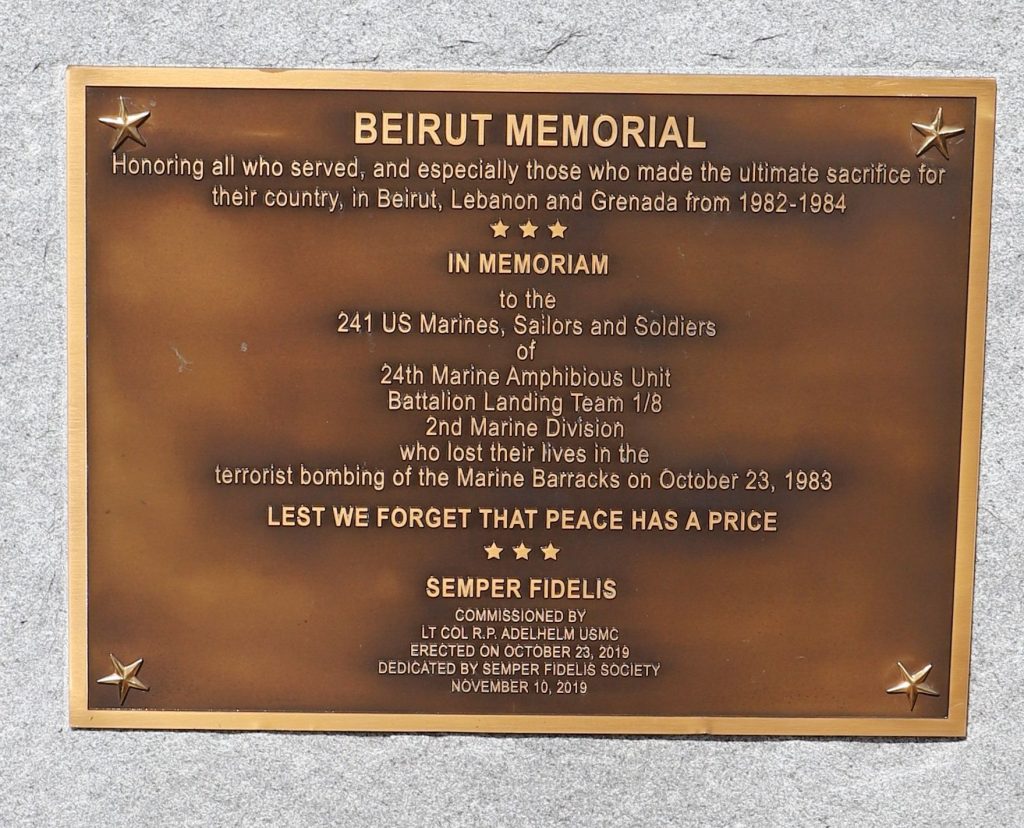 BEIRUT MEMORIAL
Honoring all who served, and especially those who made the ultimate sacrifice for
their country, in Beirut, Lebanon and Grenada from 1982-1984
IN MEMORIAM
to the
241 US Marines, Sailors and Soldiers
of
24th Marine Amphibious Unit
Battalion Landing Team 1/8
2nd Marine Division
who lost their lives in the
terrorist bombing of the Marine Barracks on October 23, 1983
LEST WE FORGET THAT PEACE HAS A PRICE
SEMPER FIDELIS
COMMISSIONED BY
LT COL R.P. ADELHELM USMC
ERECTED ON OCTOBER 23, 2019
DEDICATED BY SEMPER FIDELIS SOCIETY
NOVEMBER 10, 2019